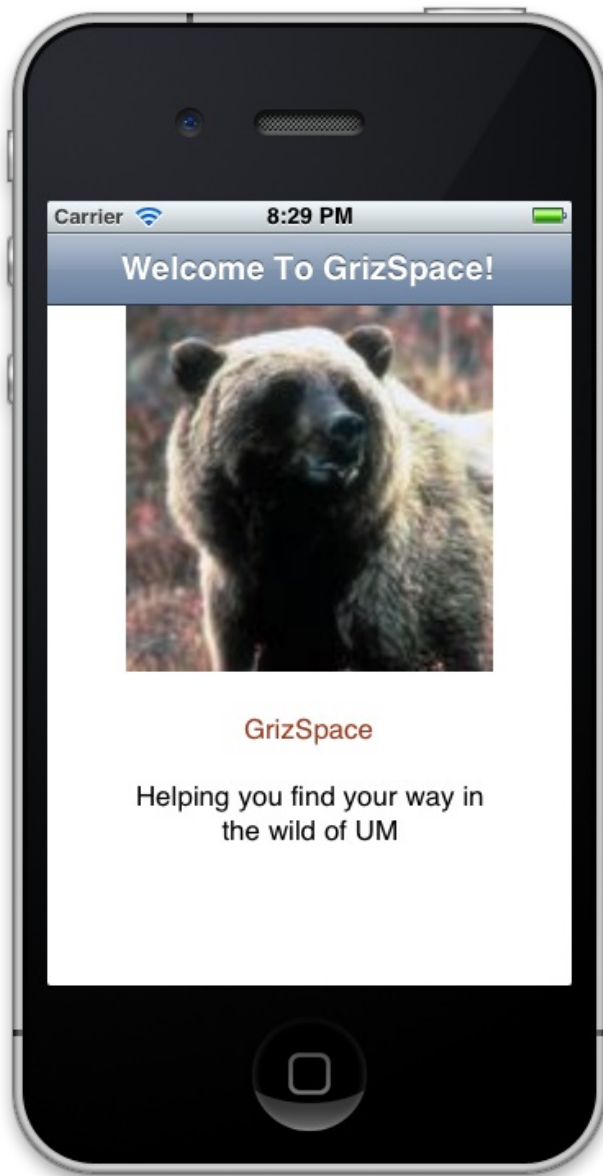 Carrier 8:29 PM
Welcome To GrizSpace!
GrizSpace
Helping you find your way in
the wild of UM